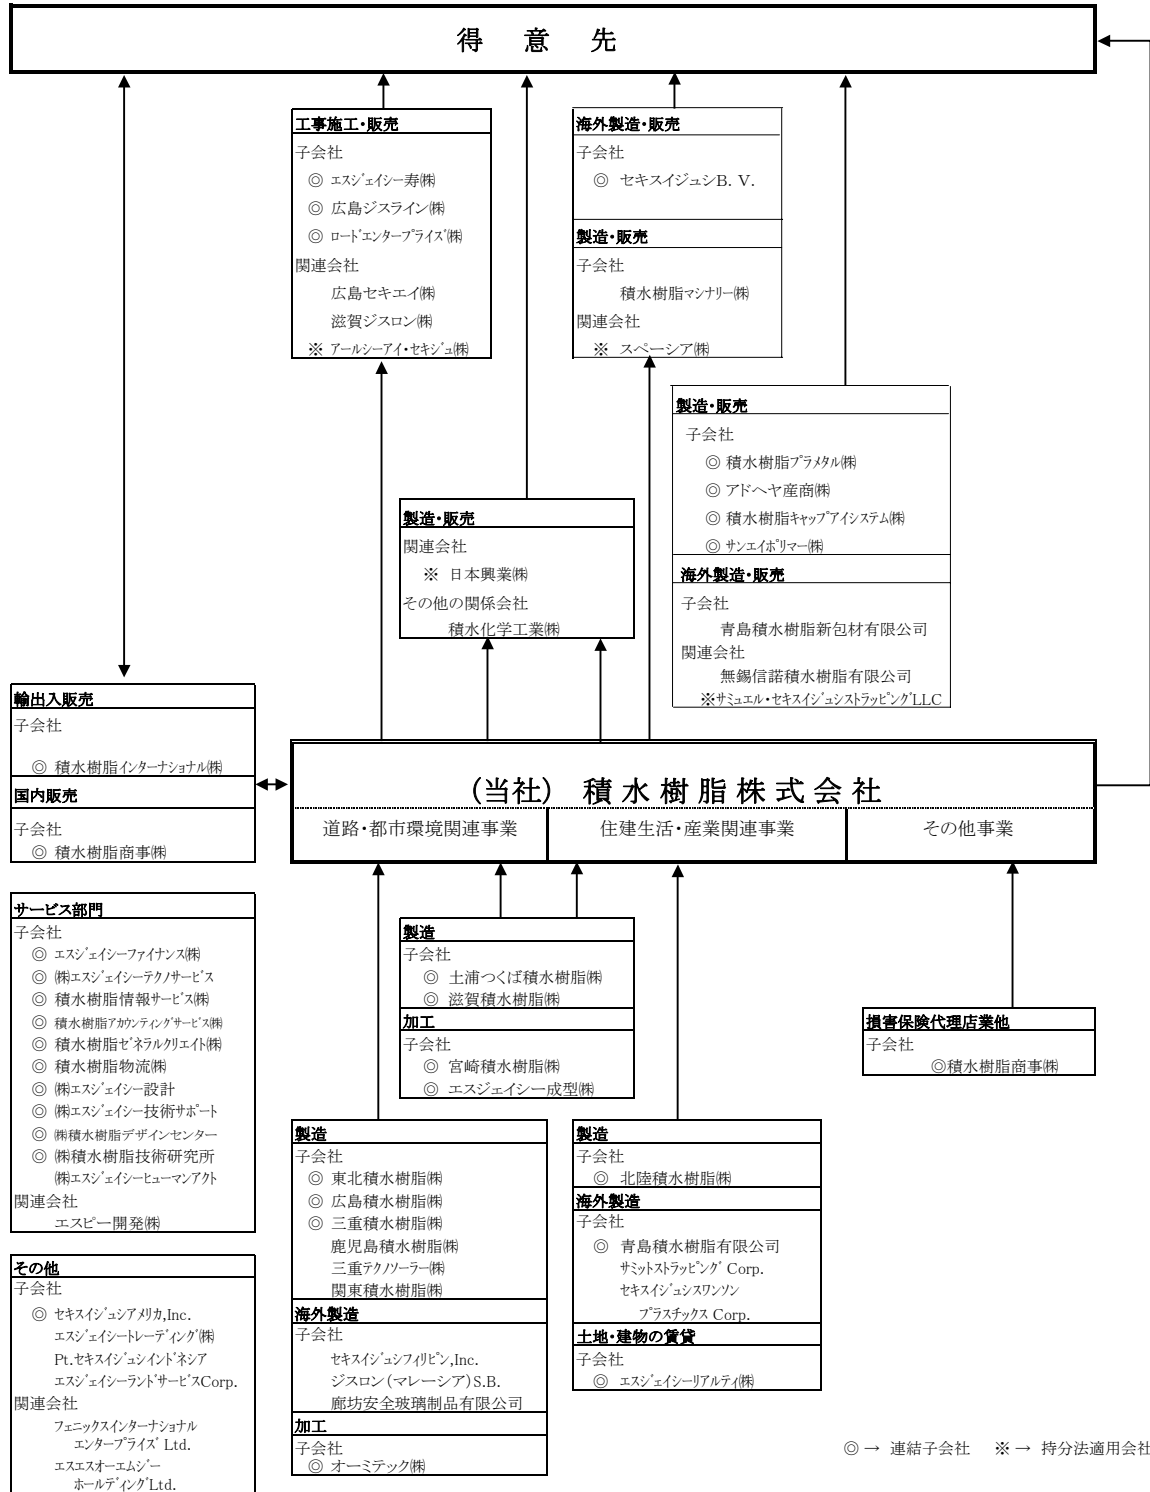 得 意 先
工事施工・販売
子会社
◎ エスジェイシー寿㈱
◎ 広島ジスライン㈱
◎ ロードエンタープライズ㈱
関連会社
広島セキエイ㈱
滋賀ジスロン㈱
※ アールシーアイ・セキジュ㈱
海外製造・販売
子会社
◎ セキスイジュシB. V.
製造・販売
子会社
積水樹脂マシナリー㈱
関連会社
※ スペーシア㈱
製造・販売
子会社
◎ 積水樹脂プラメタル㈱
◎ アドヘヤ産商㈱
◎ 積水樹脂キャップアイシステム㈱
◎ サンエイポリマー㈱
海外製造・販売
子会社
青島積水樹脂新包材有限公司
関連会社
無錫信諾積水樹脂有限公司
※サミュエル・セキスイジュシストラッピングLLC
製造・販売
関連会社
※ 日本興業㈱
その他の関係会社
積水化学工業㈱
輸出入販売
子会社
◎ 積水樹脂インターナショナル㈱
国内販売
子会社
◎ 積水樹脂商事㈱
(当社) 積 水 樹 脂 株 式 会 社
道路・都市環境関連事業
住建生活・産業関連事業
その他事業
サービス部門
子会社
◎ エスジェイシーファイナンス㈱
◎ ㈱エスジェイシーテクノサービス
◎ 積水樹脂情報サービス㈱
◎ 積水樹脂アカウンティングサービス㈱
◎ 積水樹脂ゼネラルクリエイト㈱
◎ 積水樹脂物流㈱
◎ ㈱エスジェイシー設計
◎ ㈱エスジェイシー技術サポート
◎ ㈱積水樹脂デザインセンター
◎ ㈱積水樹脂技術研究所
㈱エスジェイシーヒューマンアクト
関連会社
エスピー開発㈱
製造
子会社
◎ 土浦つくば積水樹脂㈱
◎ 滋賀積水樹脂㈱
加工
子会社
◎ 宮崎積水樹脂㈱
◎ エスジェイシー成型㈱
損害保険代理店業他
子会社
◎積水樹脂商事㈱
製造
子会社
◎ 東北積水樹脂㈱
◎ 広島積水樹脂㈱
◎ 三重積水樹脂㈱
鹿児島積水樹脂㈱
三重テクノソーラー㈱
関東積水樹脂㈱
海外製造
子会社
セキスイジュシフィリピン,Inc.
ジスロン（マレーシア）S.B.
廊坊安全玻璃制品有限公司
加工
子会社
◎ オーミテック㈱
製造
子会社
◎ 北陸積水樹脂㈱
海外製造
子会社
◎ 青島積水樹脂有限公司
サミットストラッピング Corp.
セキスイジュシスワンソン
プラスチックス Corp.
土地・建物の賃貸
子会社
◎ エスジェイシーリアルティ㈱
その他
子会社
◎ セキスイジュシアメリカ,Inc.
エスジェイシートレーディング㈱
Pt.セキスイジュシインドネシア
エスジェイシーランドサービスCorp.
関連会社
フェニックスインターナショナル
エンタープライズ Ltd.
エスエスオーエムジー
ホールディングLtd.
◎ → 連結子会社 ※ → 持分法適用会社